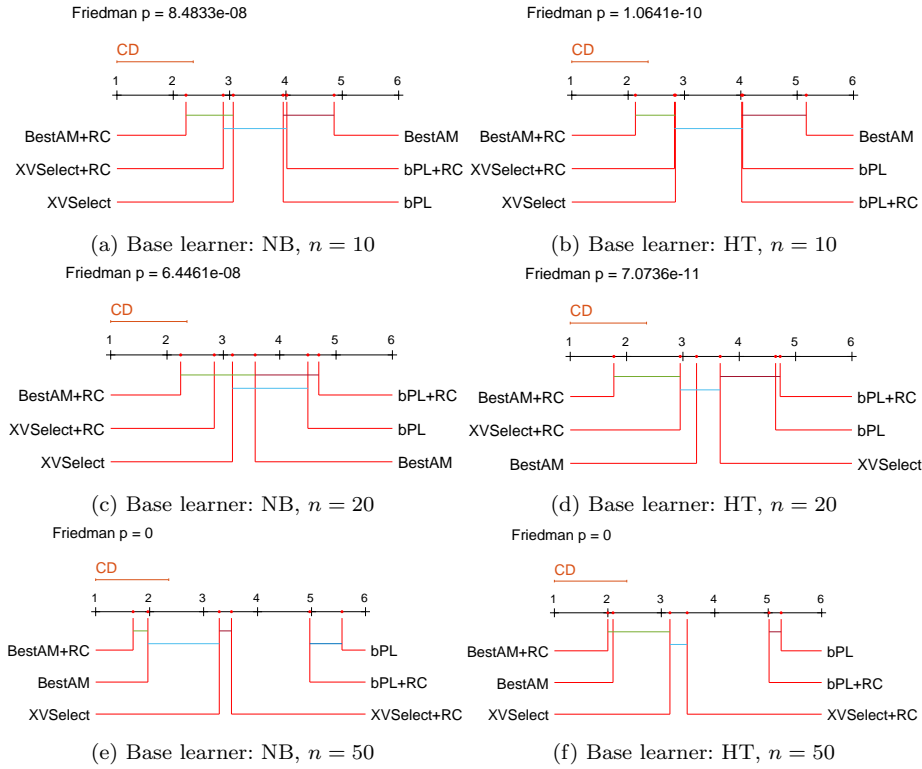 Friedman p = 8.4833e-08
CD
1 2 3 4 5 6
BestAM+RC
XVSelect+RC
XVSelect
BestAM
bPL+RC
bPL
(a) Base learner: NB, n = 10
Friedman p = 1.0641e-10
CD
1 2 3 4 5 6
BestAM+RC
XVSelect+RC
XVSelect
BestAM
bPL
bPL+RC
(b) Base learner: HT, n = 10
Friedman p = 6.4461e-08
CD
1 2 3 4 5 6
BestAM+RC
XVSelect+RC
XVSelect
bPL+RC
bPL
BestAM
(c) Base learner: NB, n = 20
Friedman p = 7.0736e-11
CD
1 2 3 4 5 6
BestAM+RC
XVSelect+RC
BestAM
bPL+RC
bPL
XVSelect
(d) Base learner: HT, n = 20
Friedman p = 0
CD
1 2 3 4 5 6
BestAM+RC
BestAM
XVSelect
bPL
bPL+RC
XVSelect+RC
(e) Base learner: NB, n = 50
Friedman p = 0
CD
1 2 3 4 5 6
BestAM+RC
BestAM
XVSelect
bPL
bPL+RC
XVSelect+RC
(f) Base learner: HT, n = 50